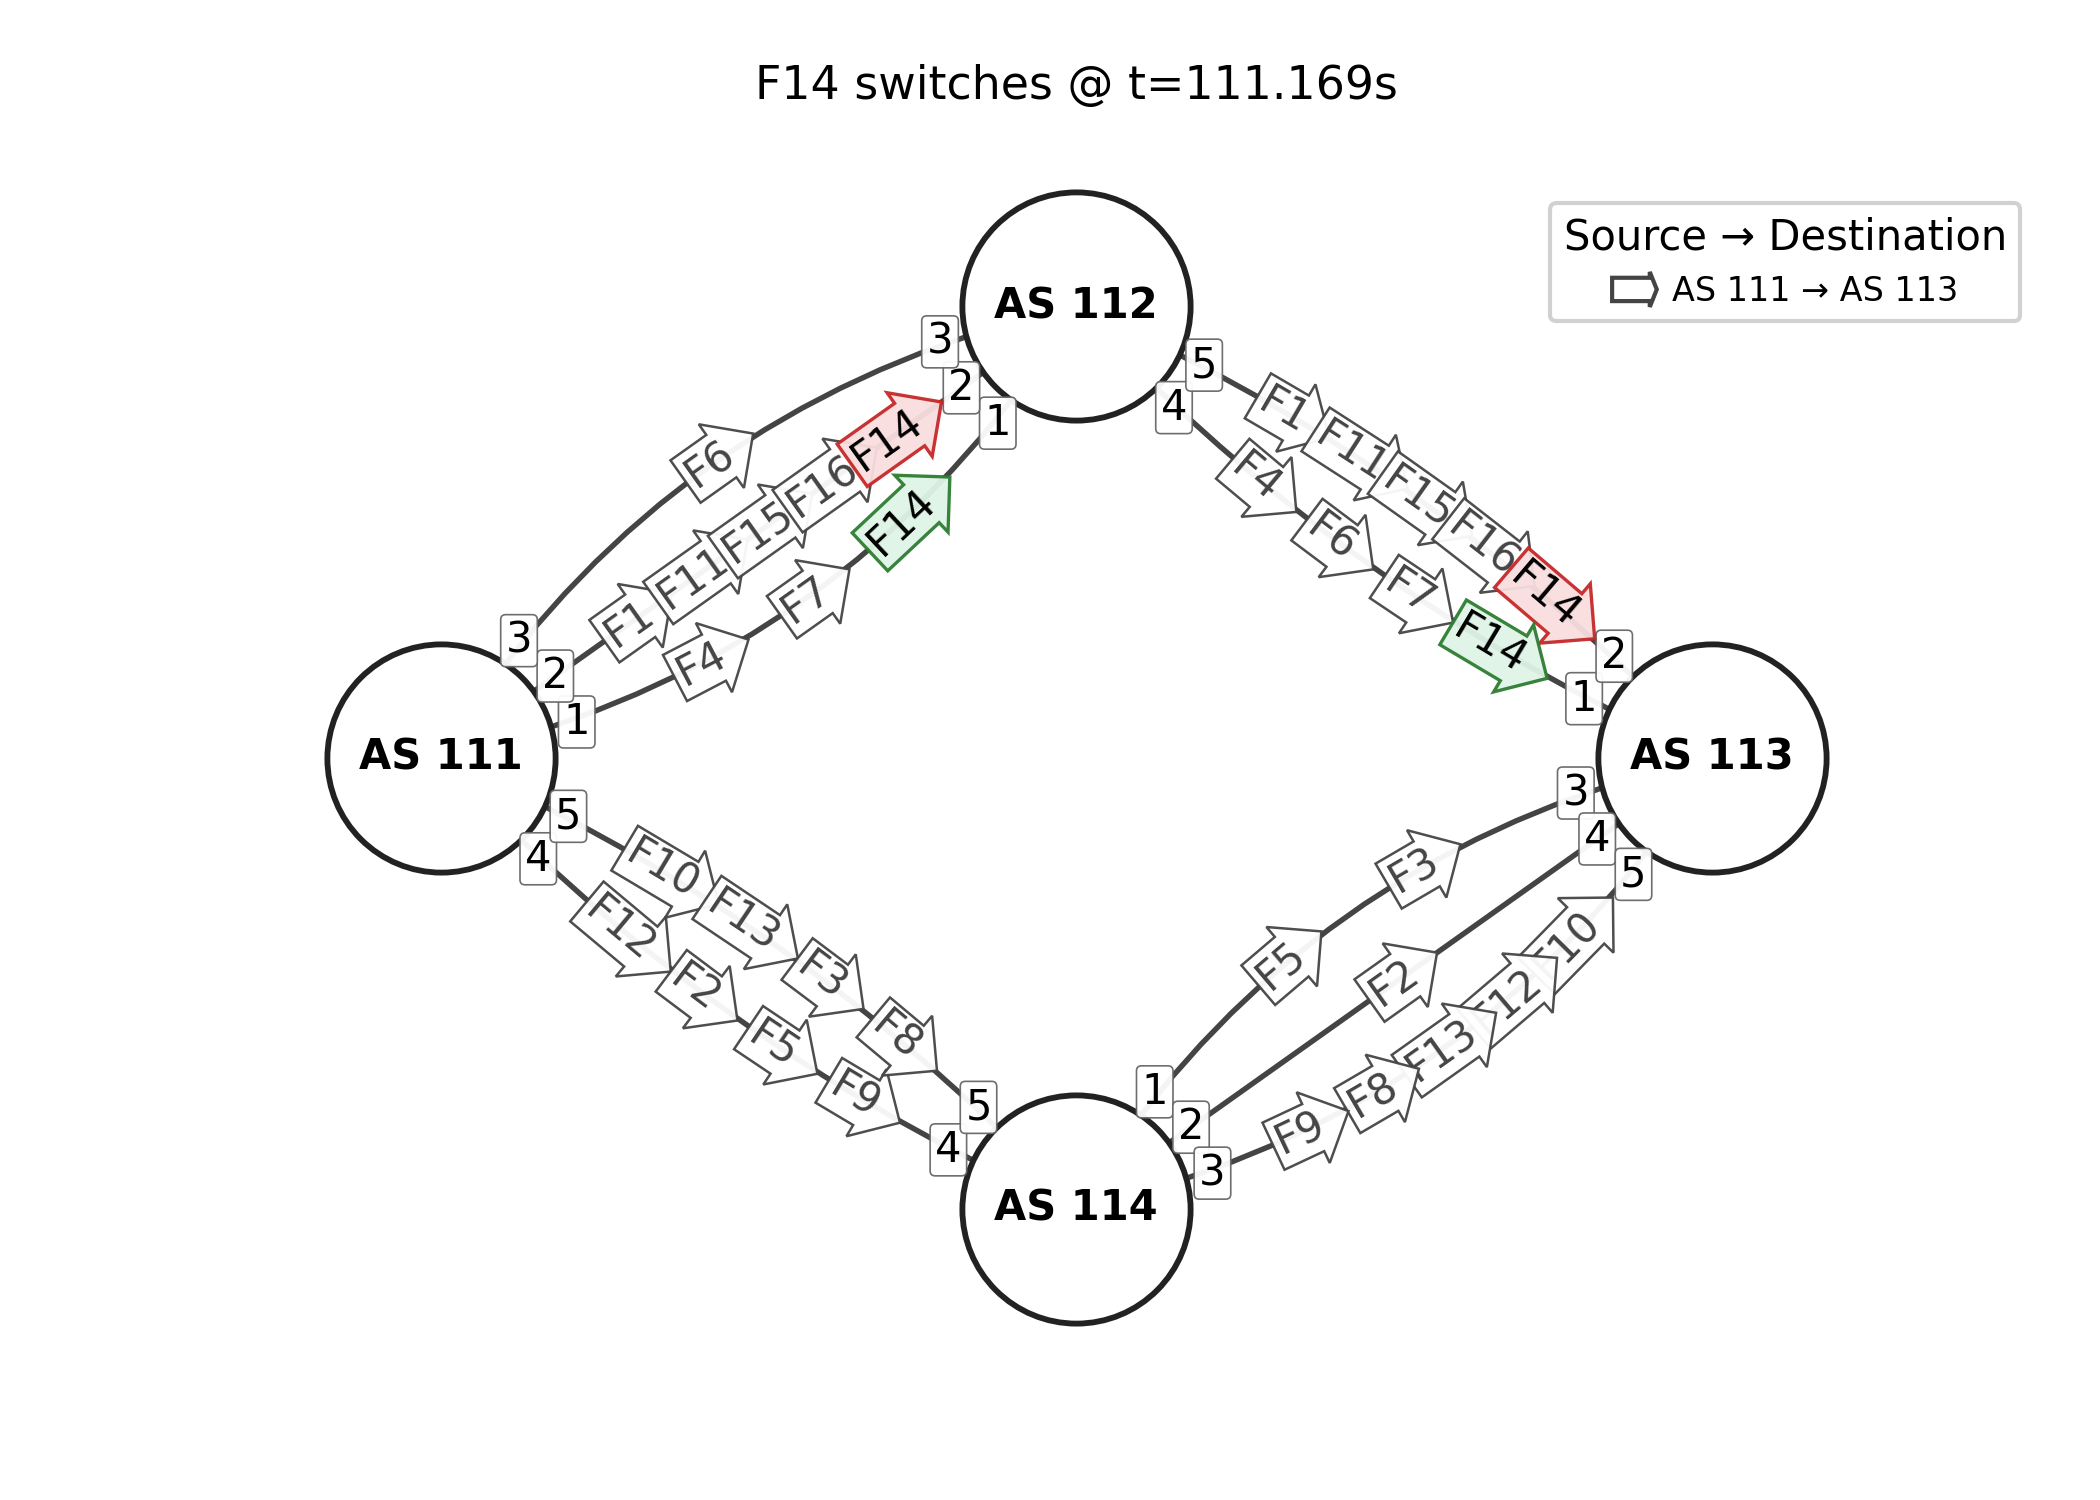 F14 switches @ t=111.169s
Source → Destination
AS 111 → AS 113
AS 112
3
2
1
5
4
F6
F1
F11
F15
F16
F14
F4
F7
F14
F1
F11
F15
F16
F14
F4
F6
F7
F14
3
2
1
AS 111
5
4
2
1
AS 113
3
4
5
F10
F13
F3
F8
F12
F2
F5
F9
F3
F5
F2
F10
F12
F13
F8
F9
5
4
1
2
3
AS 114